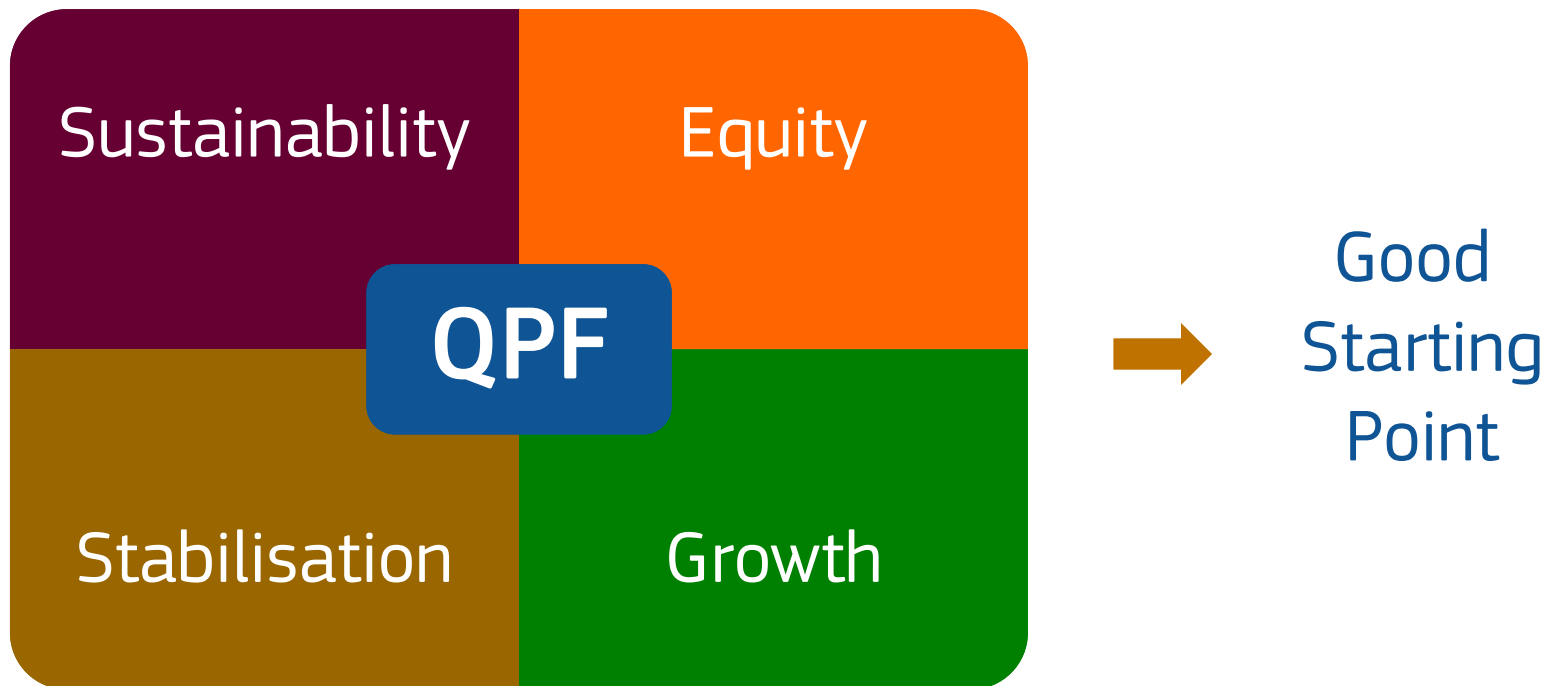 Sustainability
Equity
QPF
Stabilisation
Growth
Good
Starting
Point